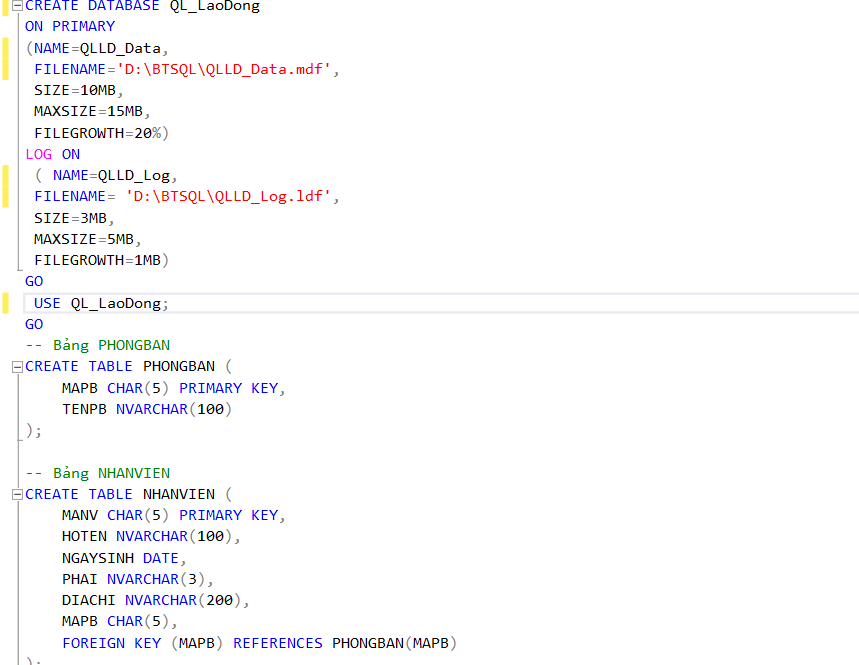 CREATE DATABASE QL_LaoDong
ON PRIMARY
(NAME=QLLD_Data,
FILENAME='D:\BTSQL\QLLD_Data.mdf',
SIZE=10MB,
MAXSIZE=15MB,
FILEGROWTH=20%)
LOG ON
( NAME=QLLD_Log,
FILENAME= 'D:\BTSQL\QLLD_Log.ldf',
SIZE=3MB,
MAXSIZE=5MB,
FILEGROWTH=1MB)
GO
USE QL_LaoDong;
GO
-- Bảng PHONGBAN
CREATE TABLE PHONGBAN (
MAPB CHAR(5) PRIMARY KEY,
TENPB NVARCHAR(100)
);
-- Bảng NHANVIEN
CREATE TABLE NHANVIEN (
MANV CHAR(5) PRIMARY KEY,
HOTEN NVARCHAR(100),
NGAYSINH DATE,
PHAI NVARCHAR(3),
DIACHI NVARCHAR(200),
MAPB CHAR(5),
FOREIGN KEY (MAPB) REFERENCES PHONGBAN(MAPB)
);